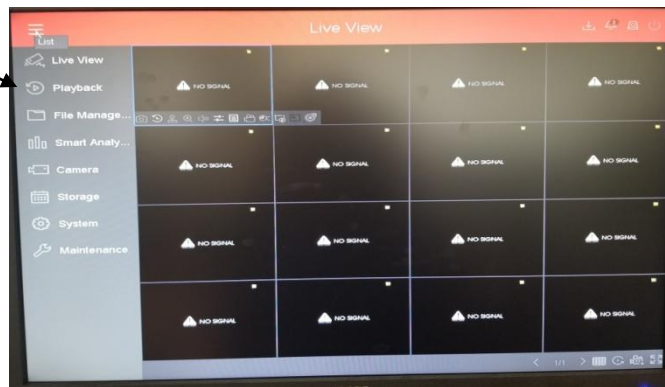 Live View
List
Live View
Playback
File Manage...
Smart Analy...
Camera
Storage
System
Maintenance
NO SIGNAL NO SIGNAL NO SIGNAL NO SIGNAL
NO SIGNAL NO SIGNAL NO SIGNAL NO SIGNAL
NO SIGNAL NO SIGNAL NO SIGNAL NO SIGNAL
NO SIGNAL NO SIGNAL NO SIGNAL NO SIGNAL
1/1